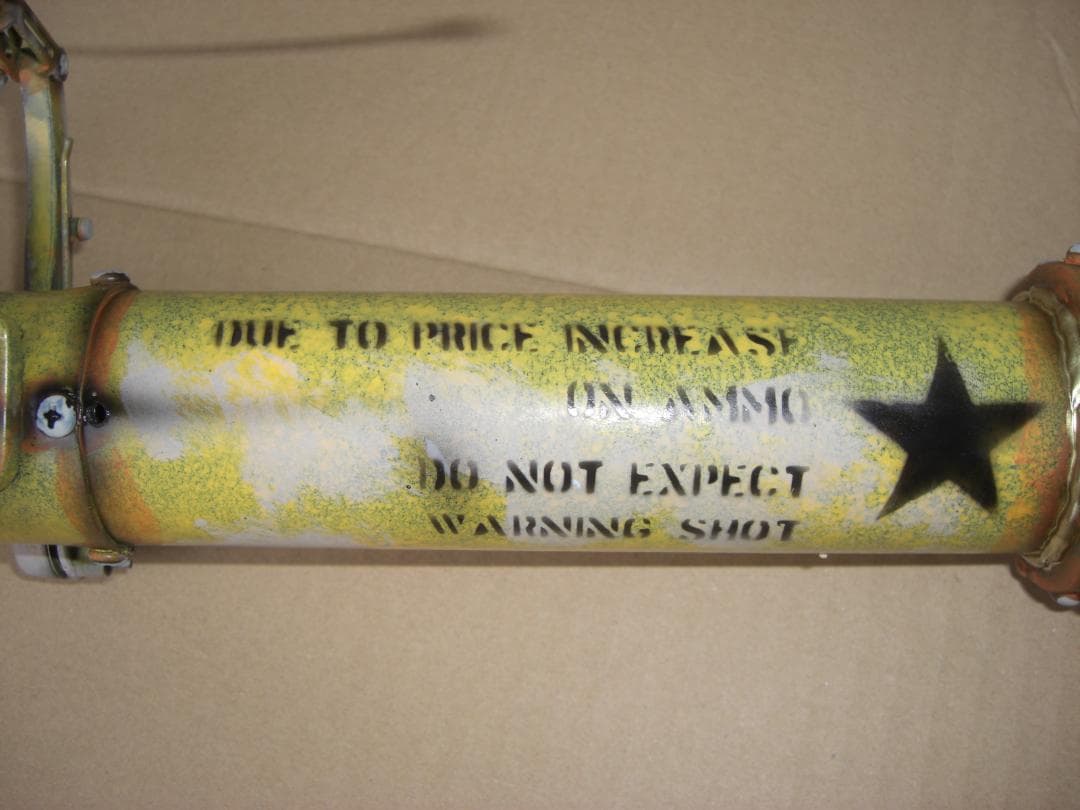 DUE TO PRICE INCREASE
ON AMMO
DO NOT EXPECT
WARNING SHOT